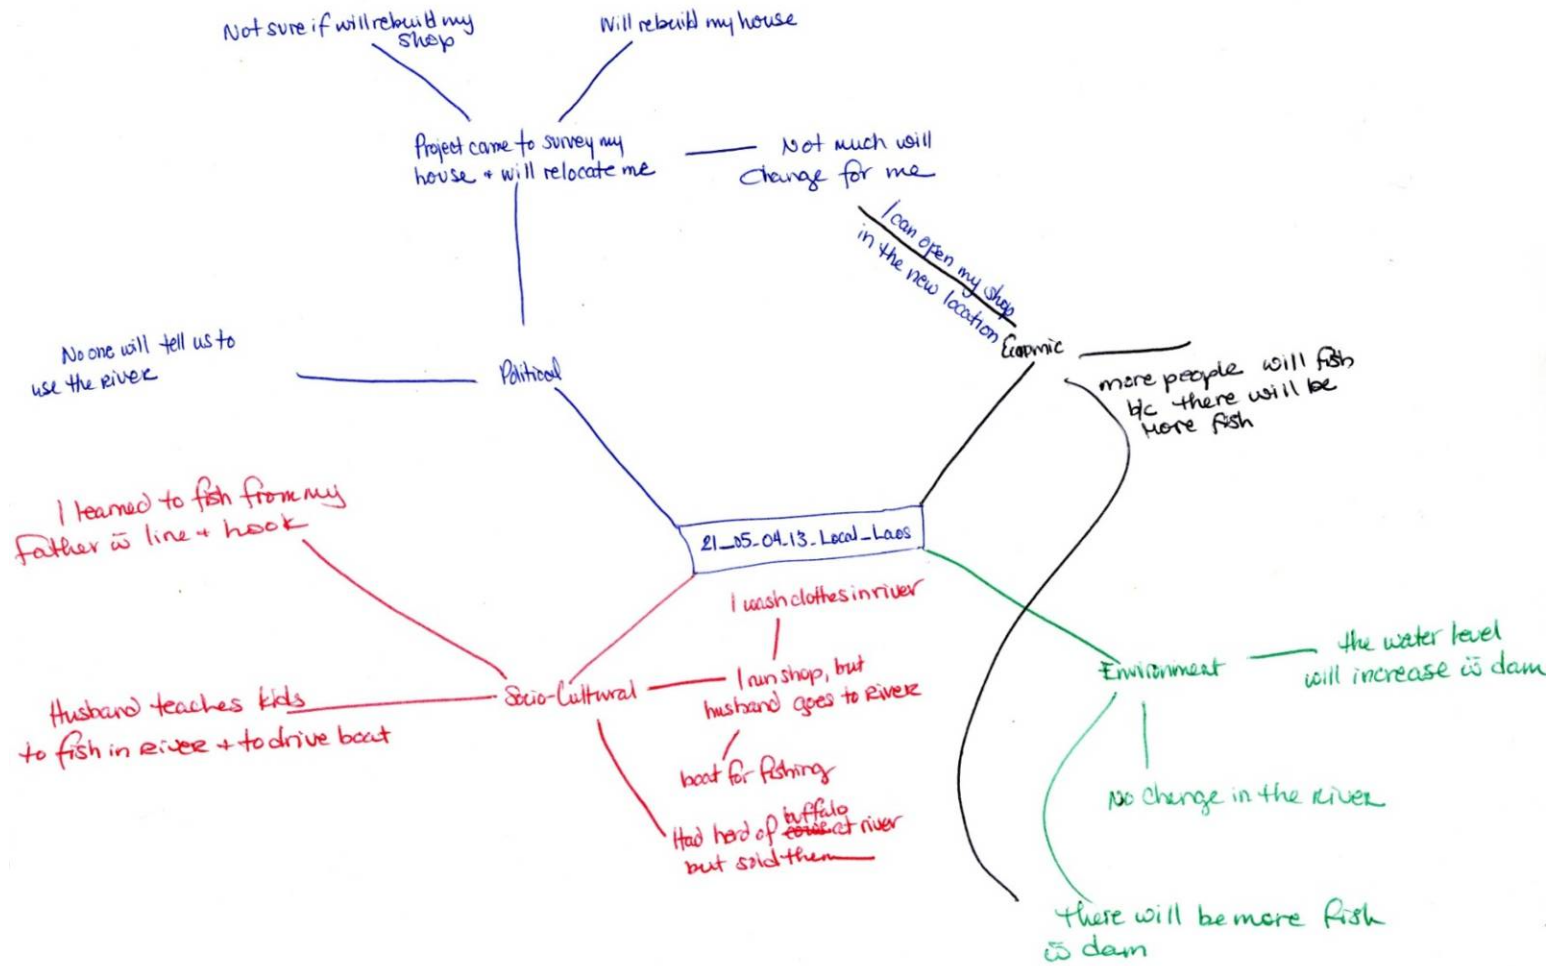 Not sure if will rebuild my
shop
Will rebuild my house
Project came to survey my
house + will relocate me
Not much will
change for me
I can open my shop
in the new location
No one will tell us to
use the River
Political
Economic
more people will fish
b/c there will be
more fish
I learned to fish from my
father w̄ line + hook
21_05-04-13-Local_Laos
I wash clothes in river
Husband teaches kids
to fish in River + to drive boat
Socio-Cultural
I run shop, but
husband goes to River
boat for fishing
buffalo
Had herd of cows at river
but sold them
Environment
the water level
will increase w̄ dam
No change in the River
there will be more fish
w̄ dam